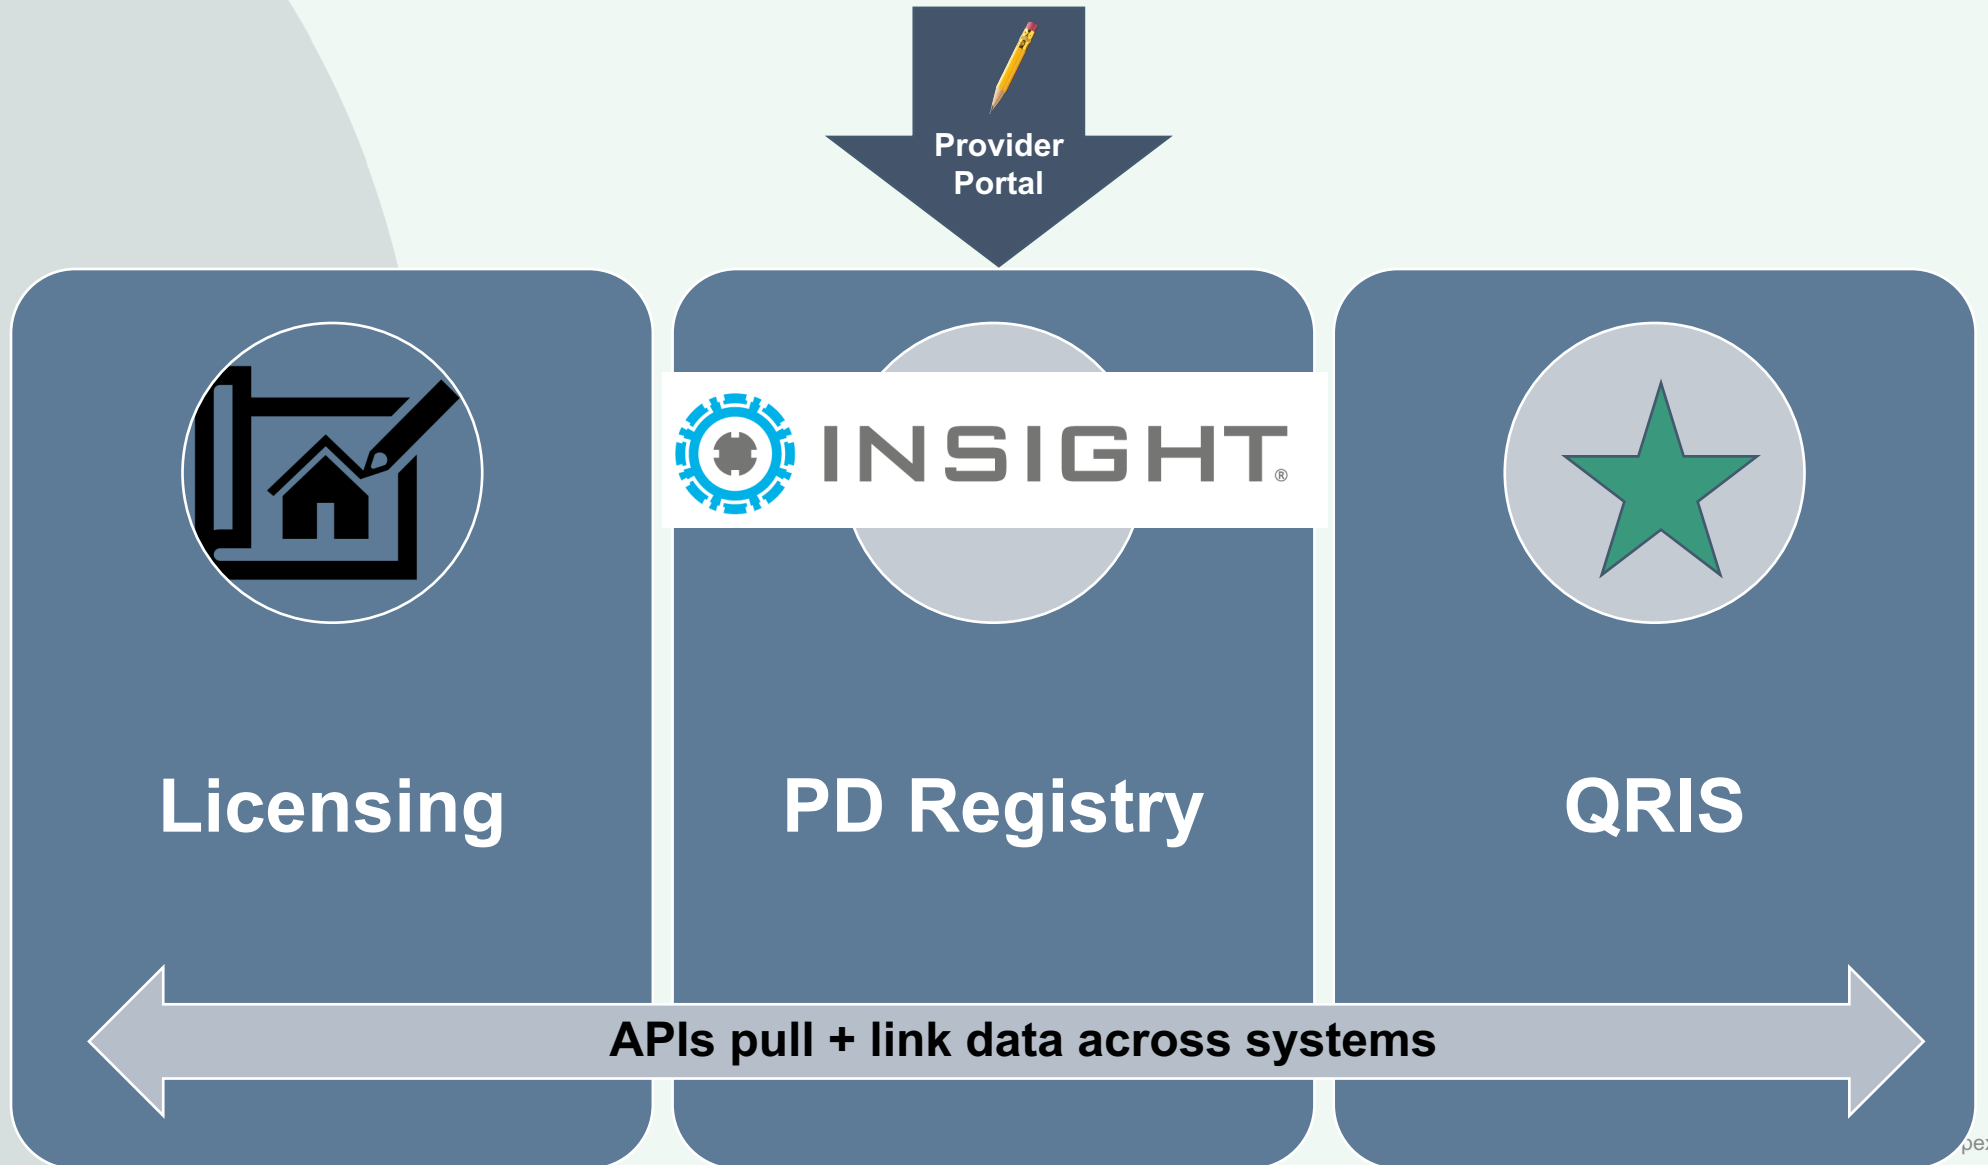 Provider
Portal
INSIGHT®
Licensing
PD Registry
QRIS
APIs pull + link data across systems